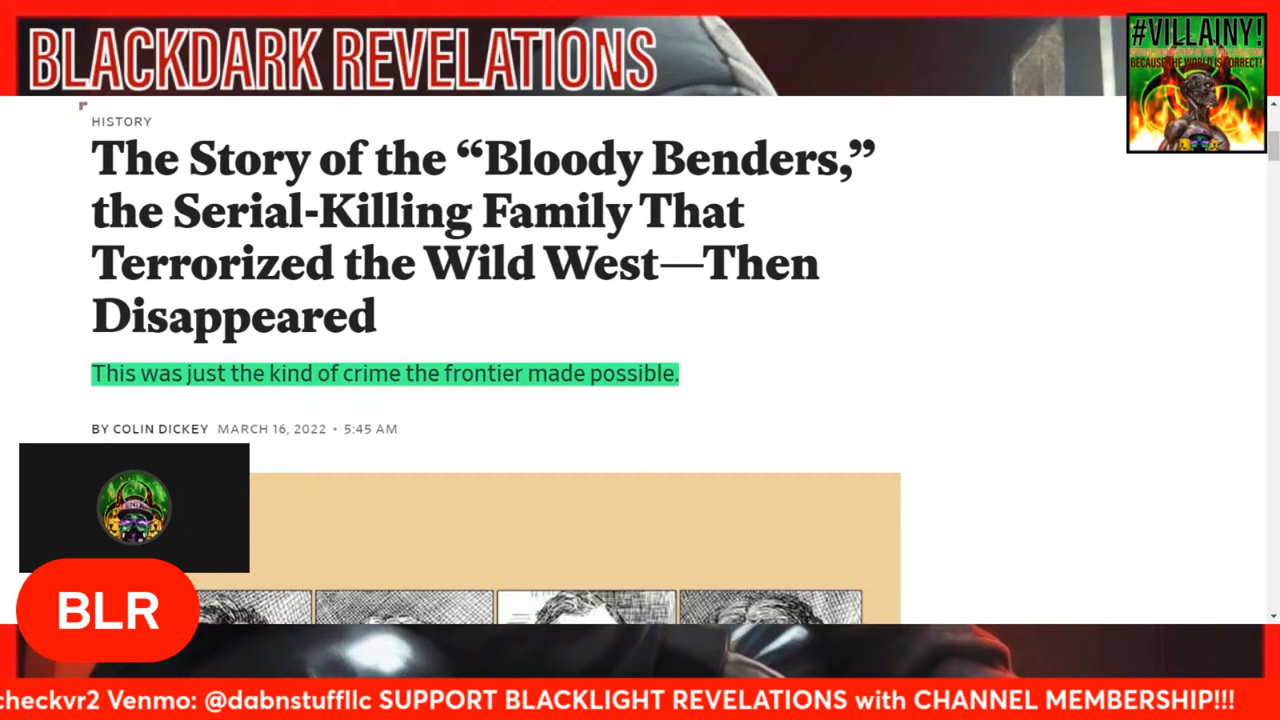 BLACKDARK REVELATIONS
#VILLAINY!
BECAUSE THE WORLD IS CORRECT!
HISTORY
The Story of the “Bloody Benders,”
the Serial-Killing Family That
Terrorized the Wild West—Then
Disappeared
This was just the kind of crime the frontier made possible.
BY COLIN DICKEY MARCH 16, 2022 • 5:45 AM
BLR
checkvr2 Venmo: @dabnstuffllc SUPPORT BLACKLIGHT REVELATIONS with CHANNEL MEMBERSHIP!!!